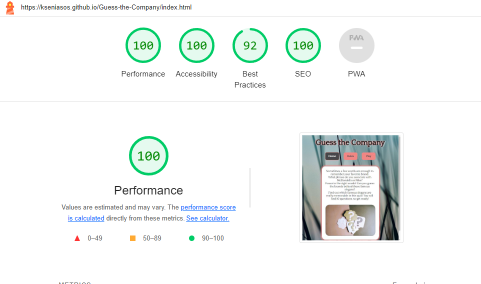 https://kseniasos.github.io/Guess-the-Company/index.html
100
100
92
100
PWA
Performance
Accessibility
Best
Practices
SEO
PWA
100
Performance
Values are estimated and may vary. The performance score
is calculated directly from these metrics. See calculator.
0–49
50–89
90–100
Guess the Company
METRICS